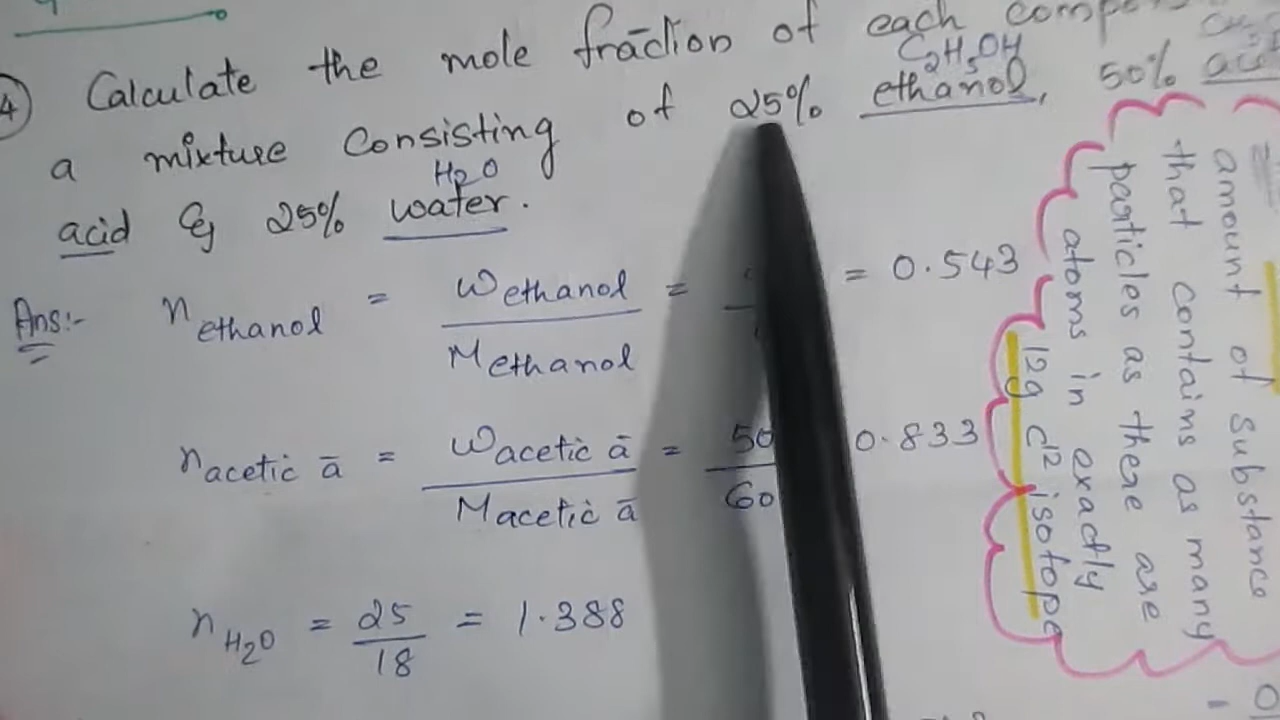 4 Calculate the mole fraction of each
C₂H₅OH
a mixture consisting of 25% ethanol, 50%
H₂O
acid & 25% water.
Ans:- n ethanol = W ethanol / M ethanol = = 0.543
n acetic ā = W acetic ā / M acetic ā = 50 / 60 0.833
n H₂O = 25 / 18 = 1.388
amount of substance
that contains as many
particles as there are
atoms in exactly
12g C12 isotope